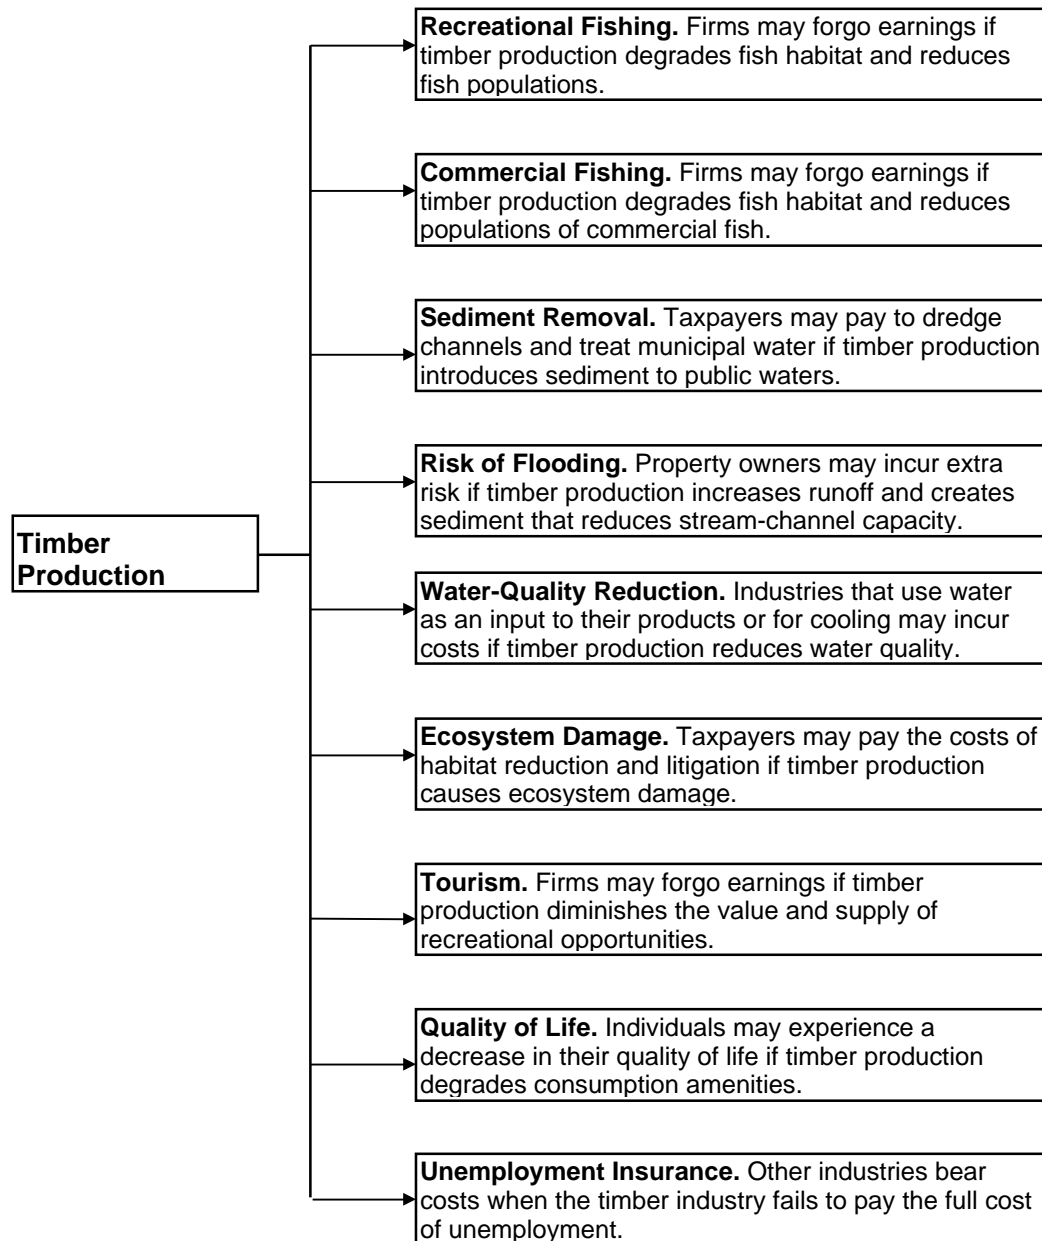 Recreational Fishing. Firms may forgo earnings if
timber production degrades fish habitat and reduces
fish populations.
Commercial Fishing. Firms may forgo earnings if
timber production degrades fish habitat and reduces
populations of commercial fish.
Sediment Removal. Taxpayers may pay to dredge
channels and treat municipal water if timber production
introduces sediment to public waters.
Risk of Flooding. Property owners may incur extra
risk if timber production increases runoff and creates
sediment that reduces stream-channel capacity.
Timber
Production
Water-Quality Reduction. Industries that use water
as an input to their products or for cooling may incur
costs if timber production reduces water quality.
Ecosystem Damage. Taxpayers may pay the costs of
habitat reduction and litigation if timber production
causes ecosystem damage.
Tourism. Firms may forgo earnings if timber
production diminishes the value and supply of
recreational opportunities.
Quality of Life. Individuals may experience a
decrease in their quality of life if timber production
degrades consumption amenities.
Unemployment Insurance. Other industries bear
costs when the timber industry fails to pay the full cost
of unemployment.